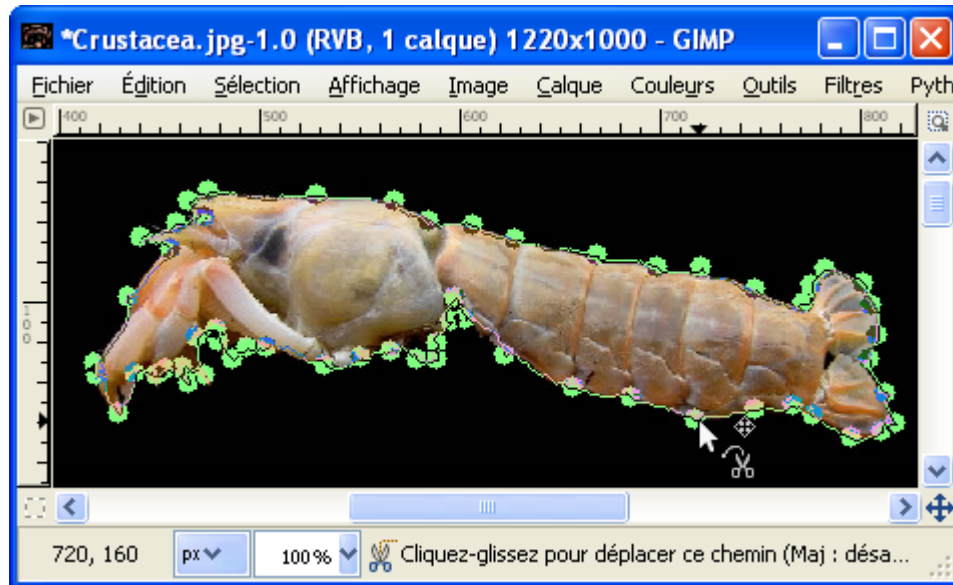 *Crustacea.jpg-1.0 (RVB, 1 calque) 1220x1000 - GIMP
Fichier Édition Sélection Affichage Image Calque Couleurs Outils Filtres Pyth
400 500 600 700 800
100
720, 160 px 100% Cliquez-glissez pour déplacer ce chemin (Maj : désa...